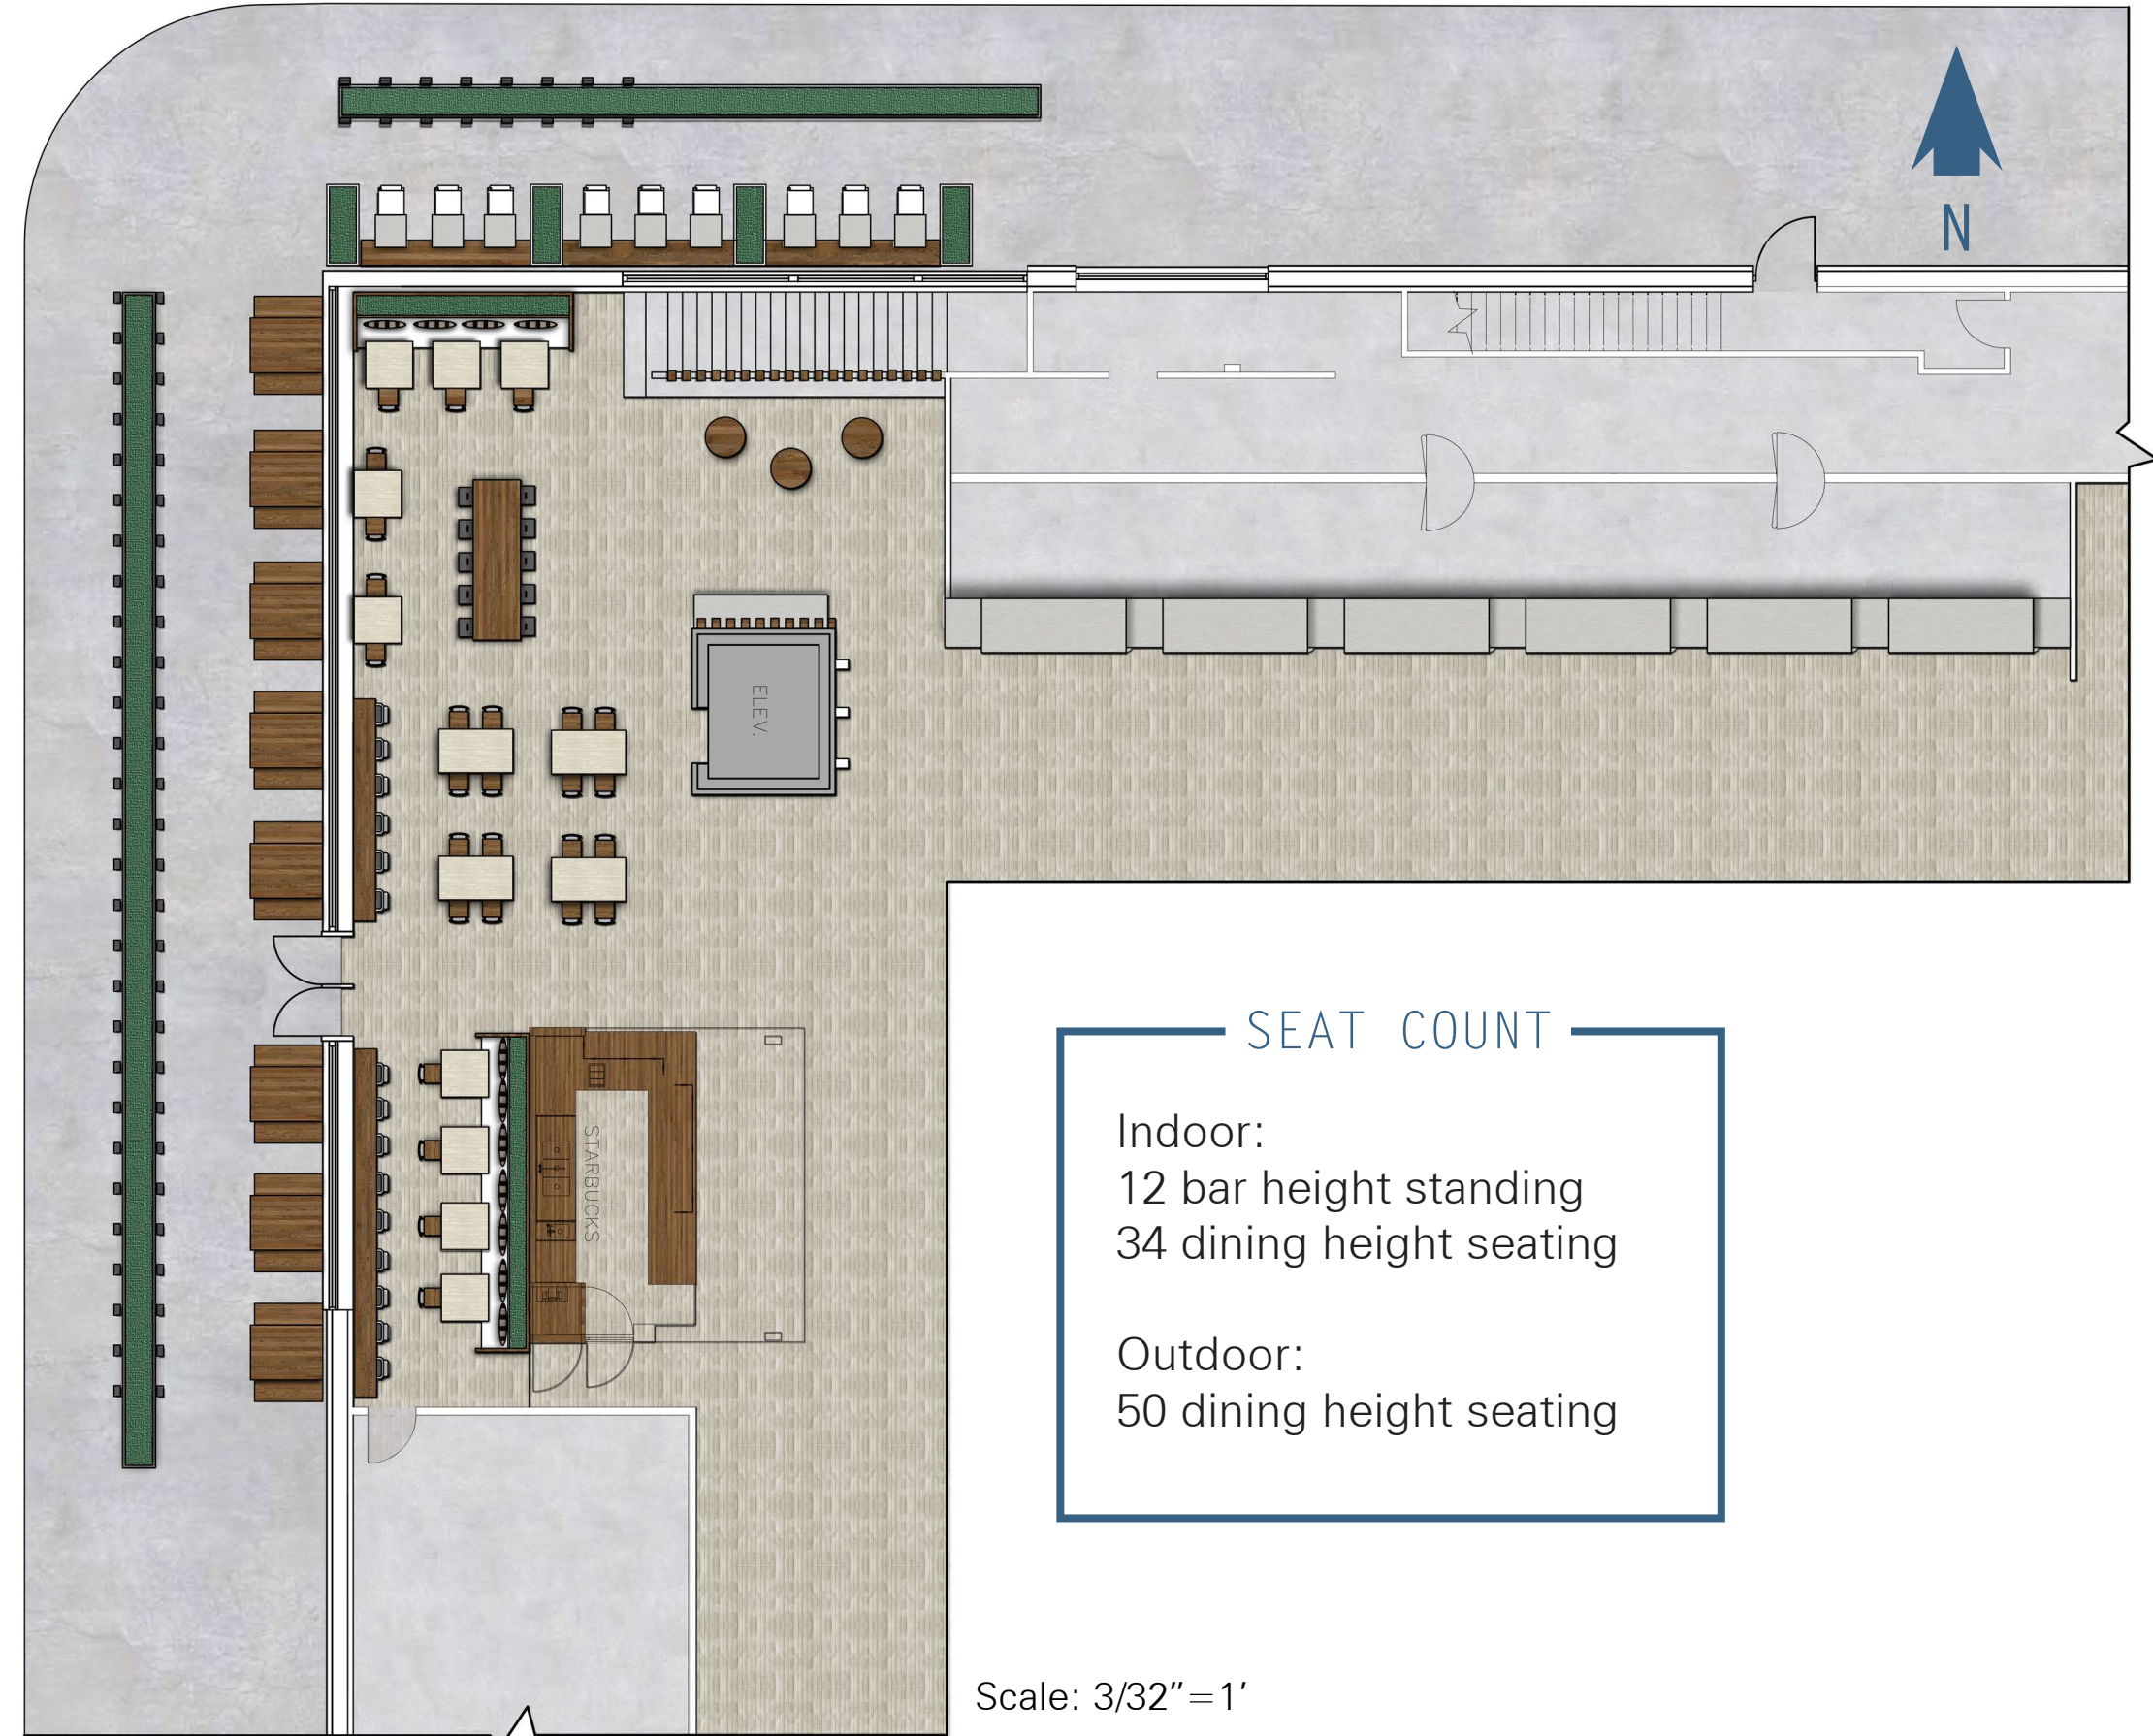 N
ELEV.
SEAT COUNT
Indoor:
12 bar height standing
34 dining height seating
Outdoor:
50 dining height seating
STARBUCKS
Scale: 3/32"=1'